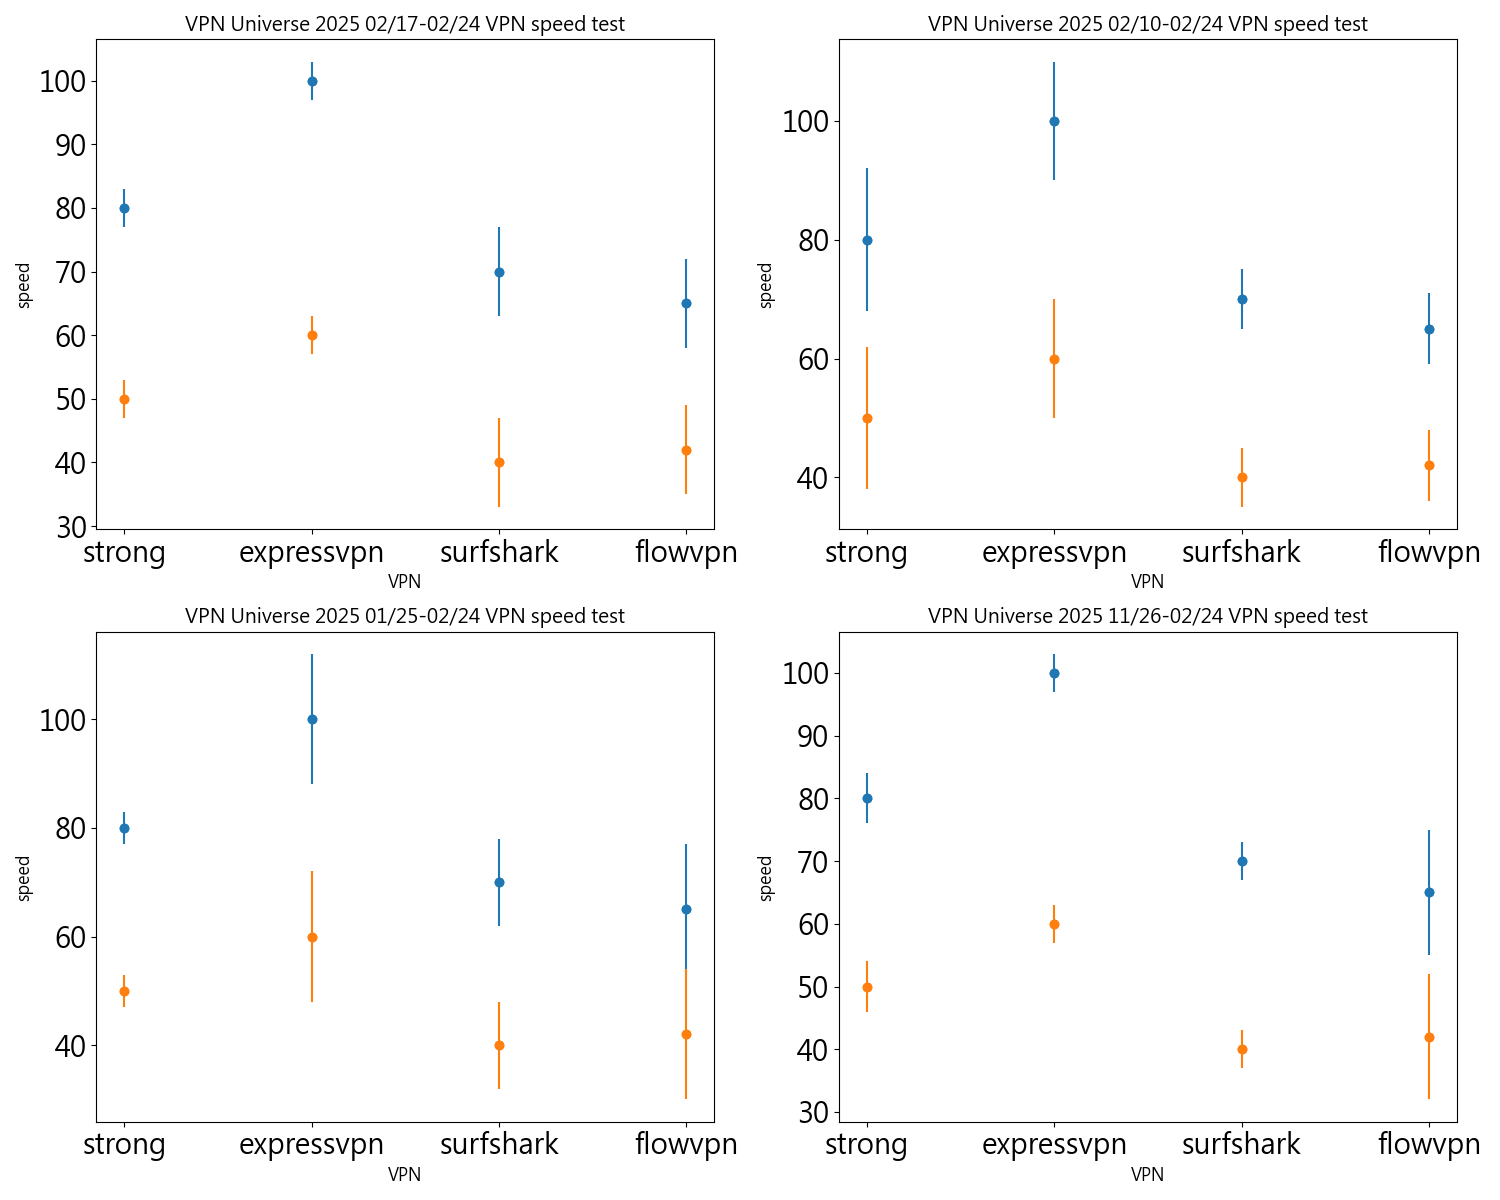 VPN Universe 2025 02/17-02/24 VPN speed test
100
90
80
70
60
50
40
30
speed
strong expressvpn surfshark flowvpn
VPN
VPN Universe 2025 02/10-02/24 VPN speed test
100
80
60
40
speed
strong expressvpn surfshark flowvpn
VPN
VPN Universe 2025 01/25-02/24 VPN speed test
100
80
60
40
speed
strong expressvpn surfshark flowvpn
VPN
VPN Universe 2025 11/26-02/24 VPN speed test
100
90
80
70
60
50
40
30
speed
strong expressvpn surfshark flowvpn
VPN